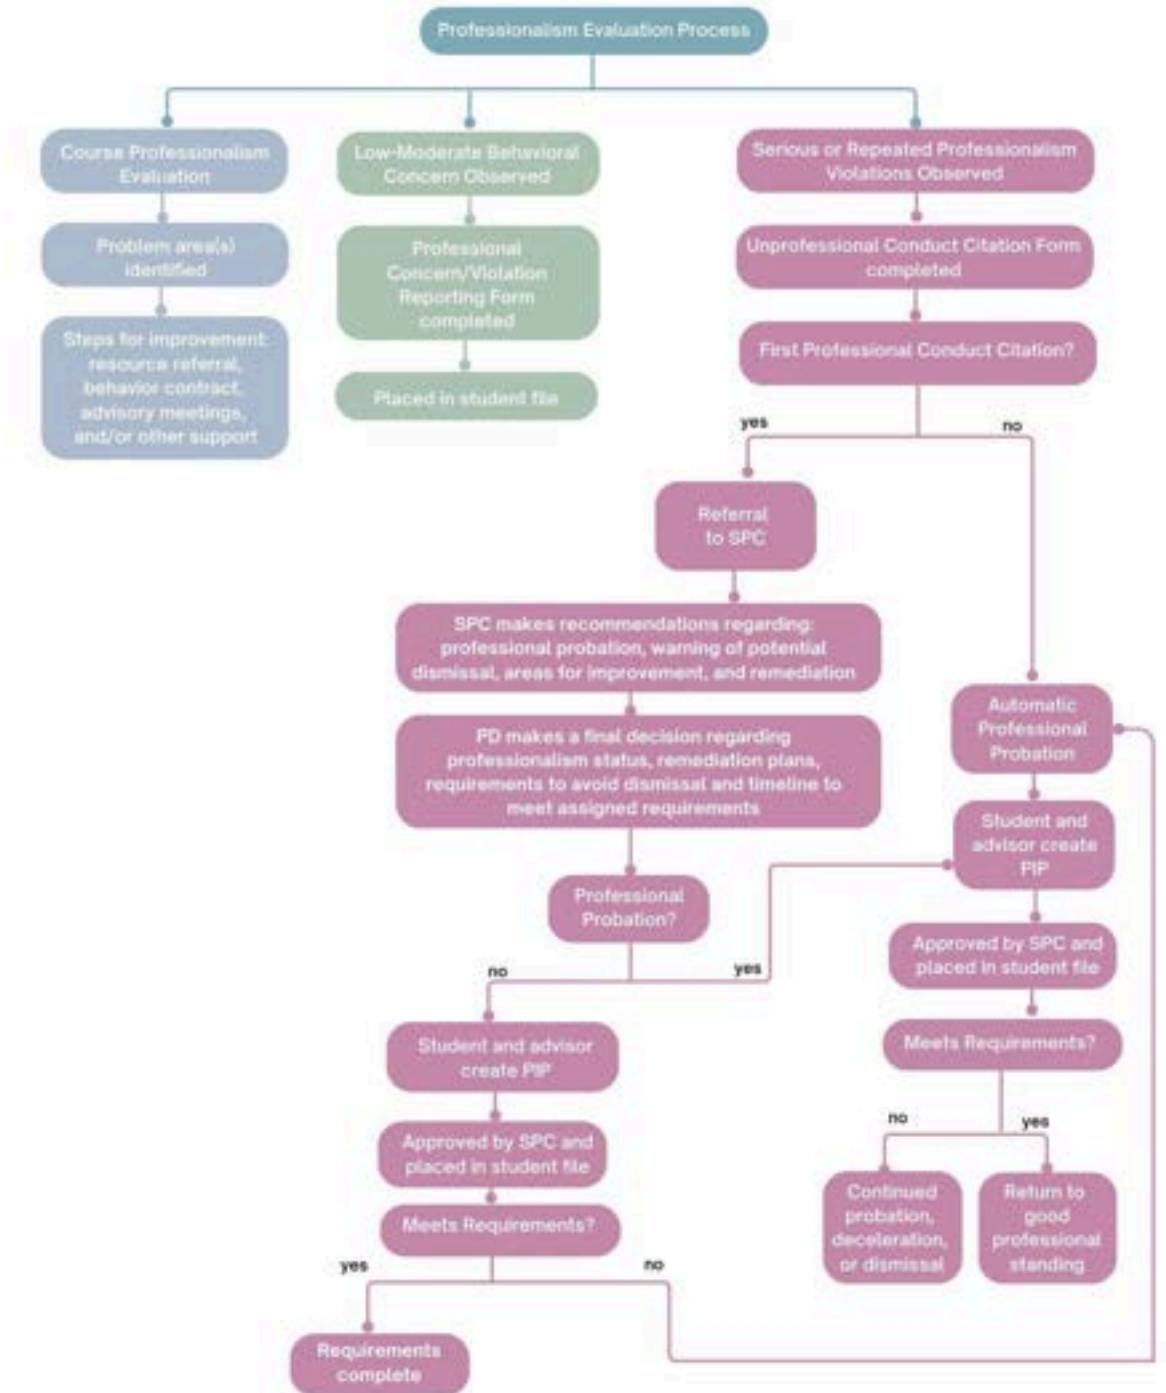 Professionalism Evaluation Process
Course Professionalism
Evaluation
Problem area(s)
identified
Steps for improvement:
resource referral,
behavior contract,
advisory meetings,
and/or other support
Low-Moderate Behavioral
Concern Observed
Professional
Concern/Violation
Reporting Form
completed
Placed in student file
Serious or Repeated Professionalism
Violations Observed
Unprofessional Conduct Citation Form
completed
First Professional Conduct Citation?
yes
no
Referral
to SPC
SPC makes recommendations regarding:
professional probation, warning of potential
dismissal, areas for improvement, and remediation
PD makes a final decision regarding
professionalism status, remediation plans,
requirements to avoid dismissal and timeline to
meet assigned requirements
Professional
Probation?
no
yes
Student and advisor
create PIP
Approved by SPC and
placed in student file
Meets Requirements?
yes
no
Requirements
complete
Automatic
Professional
Probation
Student and
advisor create
PIP
Approved by SPC and
placed in student file
Meets Requirements?
no
yes
Continued
probation,
deceleration,
or dismissal
Return to
good
professional
standing